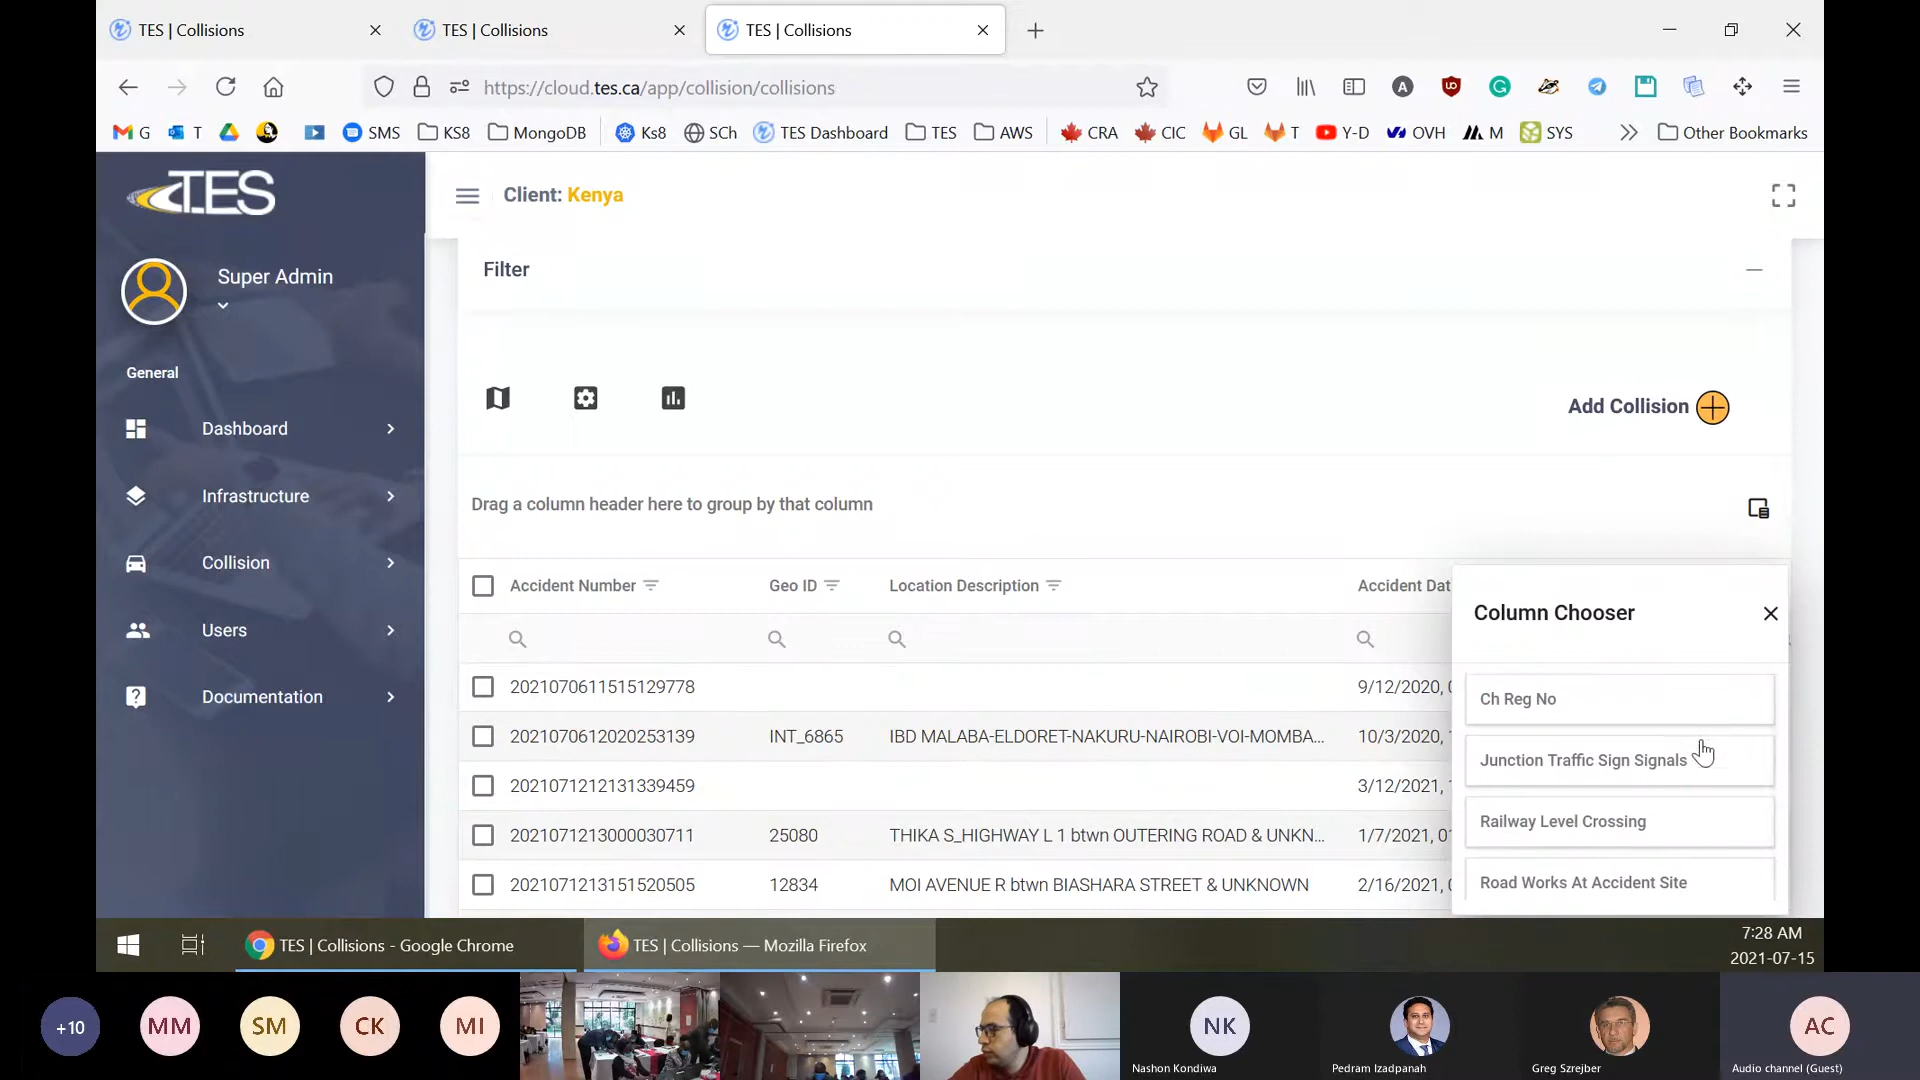 TES | Collisions
TES | Collisions
TES | Collisions
https://cloud.tes.ca/app/collision/collisions
G
T
SMS
KS8
MongoDB
Ks8
SCh
TES Dashboard
TES
AWS
CRA
CIC
GL
T
Y-D
OVH
M
SYS
Other Bookmarks
TES
Client: Kenya
Super Admin
Filter
General
Dashboard
Add Collision
Infrastructure
Drag a column header here to group by that column
Collision
Accident Number
Geo ID
Location Description
Accident Dat
Column Chooser
Users
Documentation
2021070611515129778
9/12/2020, 0
Ch Reg No
2021070612020253139
INT_6865
IBD MALABA-ELDORET-NAKURU-NAIROBI-VOI-MOMBA...
10/3/2020, 1
Junction Traffic Sign Signals
2021071212131339459
3/12/2021, 1
Railway Level Crossing
2021071213000030711
25080
THIKA S_HIGHWAY L 1 btwn OUTERING ROAD & UNKN...
1/7/2021, 01
2021071213151520505
12834
MOI AVENUE R btwn BIASHARA STREET & UNKNOWN
2/16/2021, 0
Road Works At Accident Site
TES | Collisions - Google Chrome
TES | Collisions — Mozilla Firefox
7:28 AM
2021-07-15
+10
MM
SM
CK
MI
NK
AC
Nashon Kondiwa
Pedram Izadpanah
Greg Szrejber
Audio channel (Guest)